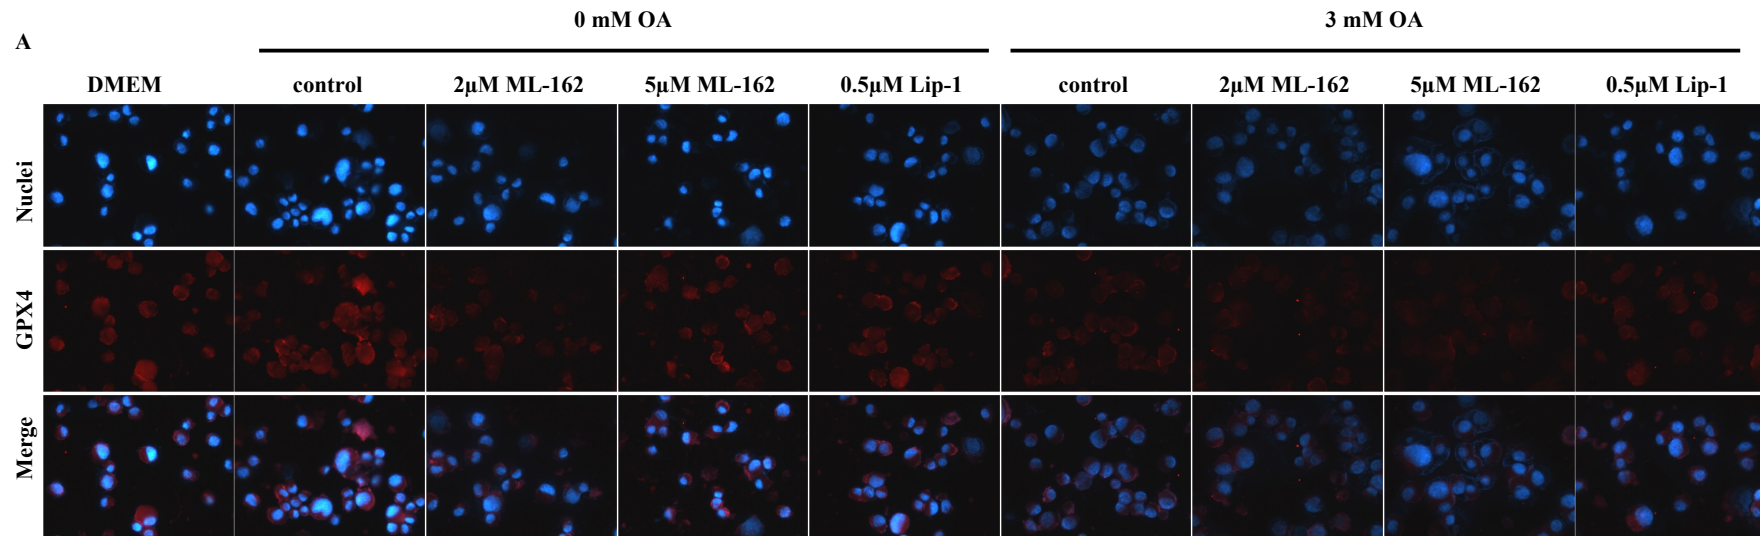 0 mM OA
3 mM OA
A
DMEM
control
2μM ML-162
5μM ML-162
0.5μM Lip-1
control
2μM ML-162
5μM ML-162
0.5μM Lip-1
Nuclei
GPX4
Merge